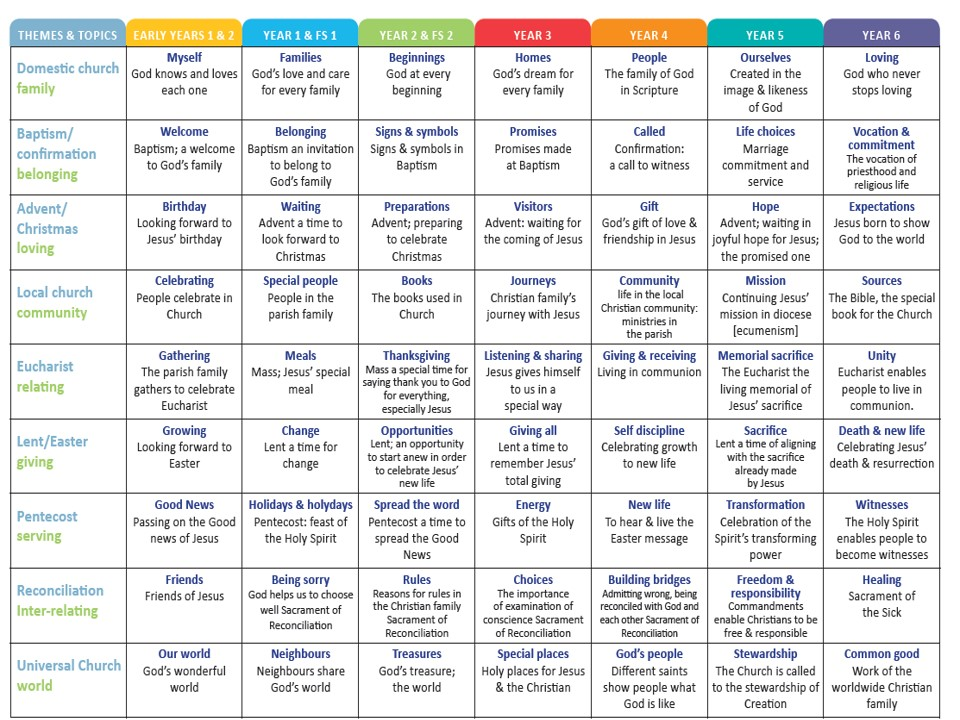 THEMES & TOPICS
EARLY YEARS 1 & 2
YEAR 1 & FS 1
YEAR 2 & FS 2
YEAR 3
YEAR 4
YEAR 5
YEAR 6
Domestic church
family
Myself
God knows and loves
each one
Families
God's love and care
for every family
Beginnings
God at every
beginning
Homes
God's dream for
every family
People
The family of God
in Scripture
Ourselves
Created in the
image & likeness
of God
Loving
God who never
stops loving
Baptism/
confirmation
belonging
Welcome
Baptism; a welcome
to God's family
Belonging
Baptism an invitation
to belong to
God's family
Signs & symbols
Signs & symbols in
Baptism
Promises
Promises made
at Baptism
Called
Confirmation:
a call to witness
Life choices
Marriage
commitment and
service
Vocation &
commitment
The vocation of
priesthood and
religious life
Advent/
Christmas
loving
Birthday
Looking forward to
Jesus' birthday
Waiting
Advent a time to
look forward to
Christmas
Preparations
Advent; preparing
to celebrate
Christmas
Visitors
Advent: waiting for
the coming of Jesus
Gift
God's gift of love &
friendship in Jesus
Hope
Advent; waiting in
joyful hope for Jesus;
the promised one
Expectations
Jesus born to show
God to the world
Local church
community
Celebrating
People celebrate in
Church
Special people
People in the
parish family
Books
The books used in
Church
Journeys
Christian family's
journey with Jesus
Community
life in the local
Christian community:
ministries in
the parish
Mission
Continuing Jesus'
mission in diocese
[ecumenism]
Sources
The Bible, the special
book for the Church
Eucharist
relating
Gathering
The parish family
gathers to celebrate
Eucharist
Meals
Mass; Jesus' special
meal
Thanksgiving
Mass a special time for
saying thank you to God
for everything,
especially Jesus
Listening & sharing
Jesus gives himself
to us in a
special way
Giving & receiving
Living in communion
Memorial sacrifice
The Eucharist the
living memorial of
Jesus' sacrifice
Unity
Eucharist enables
people to live in
communion.
Lent/Easter
giving
Growing
Looking forward to
Easter
Change
Lent a time for
change
Opportunities
Lent; an opportunity
to start anew in order
to celebrate Jesus'
new life
Giving all
Lent a time to
remember Jesus'
total giving
Self discipline
Celebrating growth
to new life
Sacrifice
Lent a time of aligning
with the sacrifice
already made
by Jesus
Death & new life
Celebrating Jesus'
death & resurrection
Pentecost
serving
Good News
Passing on the Good
news of Jesus
Holidays & holydays
Pentecost: feast of
the Holy Spirit
Spread the word
Pentecost a time to
spread the Good
News
Energy
Gifts of the Holy
Spirit
New life
To hear & live the
Easter message
Transformation
Celebration of the
Spirit's transforming
power
Witnesses
The Holy Spirit
enables people to
become witnesses
Reconciliation
Inter-relating
Friends
Friends of Jesus
Being sorry
God helps us to choose
well Sacrament of
Reconciliation
Rules
Reasons for rules in
the Christian family
Sacrament of
Reconciliation
Choices
The importance
of examination of
conscience Sacrament
of Reconciliation
Building bridges
Admitting wrong, being
reconciled with God and
each other Sacrament of
Reconciliation
Freedom &
responsibility
Commandments
enable Christians to be
free & responsible
Healing
Sacrament of
the Sick
Universal Church
world
Our world
God's wonderful
world
Neighbours
Neighbours share
God's world
Treasures
God's treasure;
the world
Special places
Holy places for Jesus
& the Christian
God's people
Different saints
show people what
God is like
Stewardship
The Church is called
to the stewardship of
Creation
Common good
Work of the
worldwide Christian
family